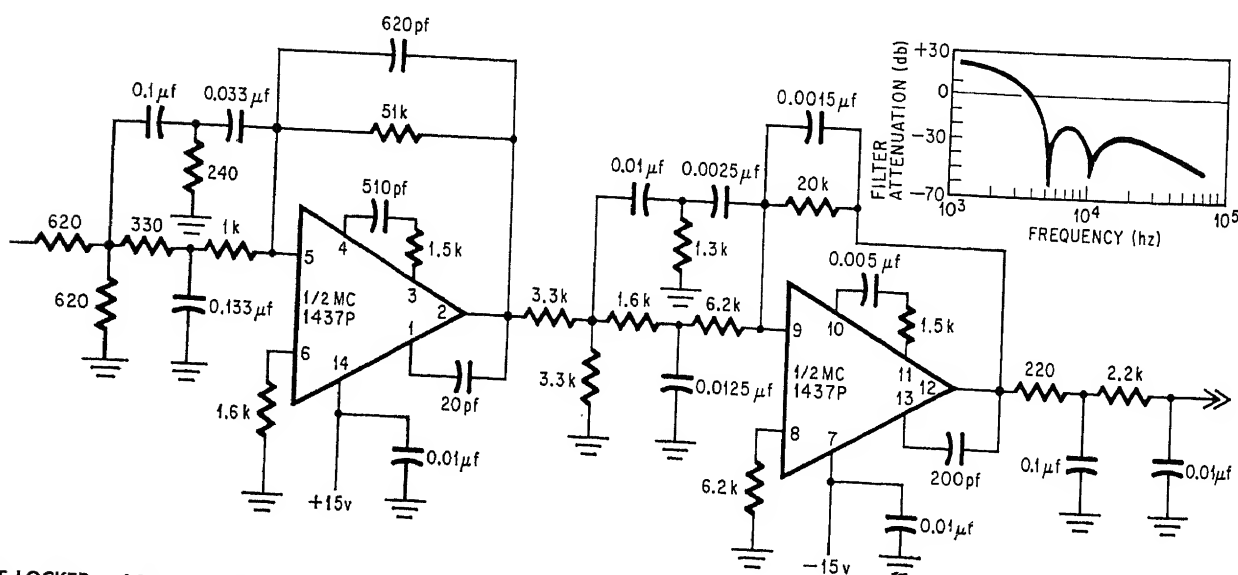 620pf
0.1μf
0.033μf
51k
240
510pf
620
330
1k
5
4
1.5k
3
620
0.133μf
1/2 MC
1437P
2
6
14
1
1.6k
20pf
0.01μf
+15v
3.3k
3.3k
0.01μf
0.0025μf
0.0015μf
20k
1.3k
1.6k
6.2k
0.0125μf
9
10
0.005μf
1.5k
1/2 MC
1437P
11
12
13
8
7
6.2k
200pf
0.01μf
-15v
220
2.2k
0.1μf
0.01μf
FILTER
ATTENUATION (db)
+30
0
-30
-70
10³
10⁴
10⁵
FREQUENCY (hz)